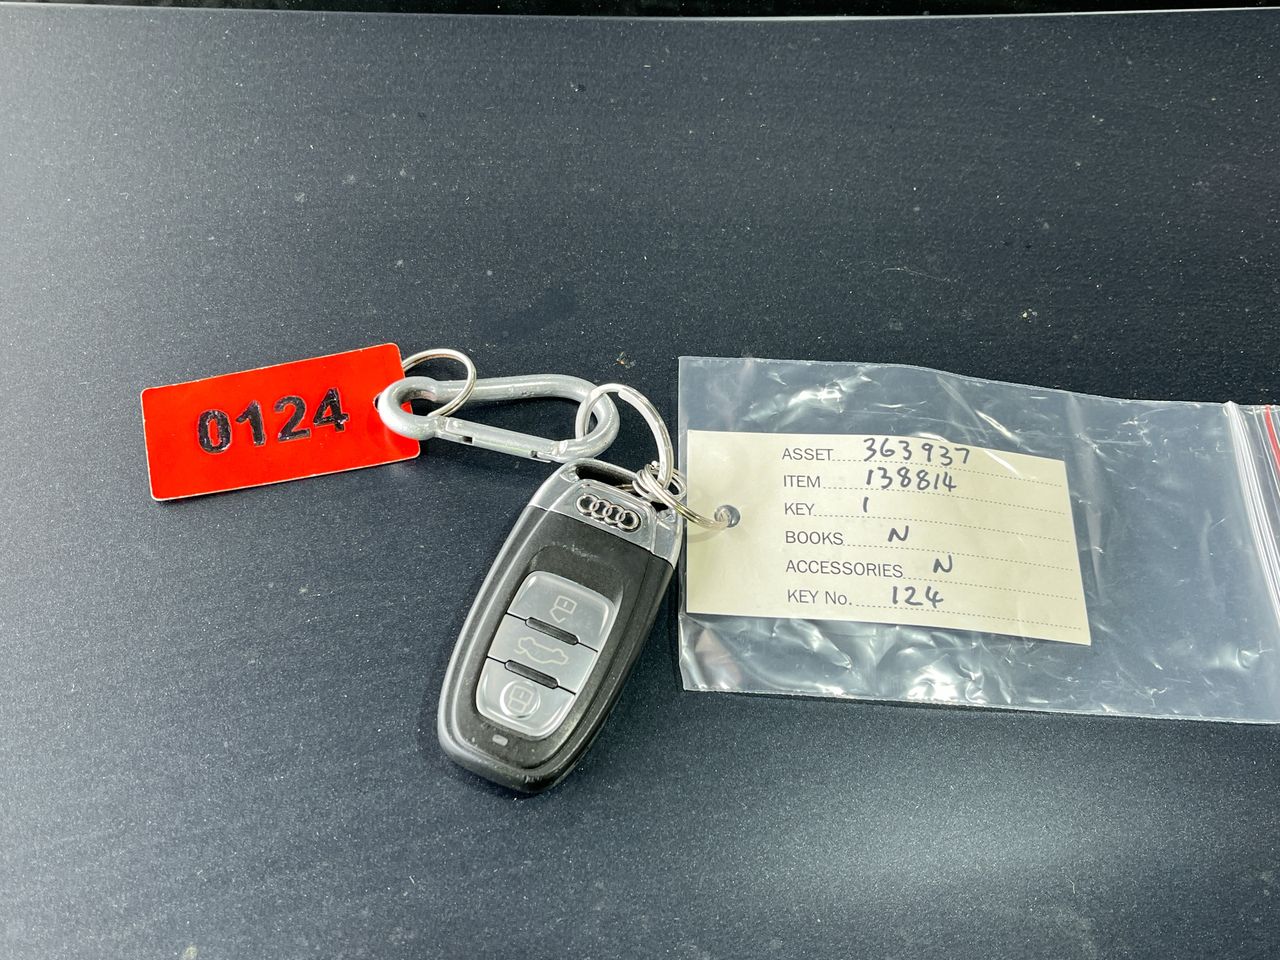 0124
ASSET 363937
ITEM 138814
KEY 1
BOOKS N
ACCESSORIES N
KEY No. 124